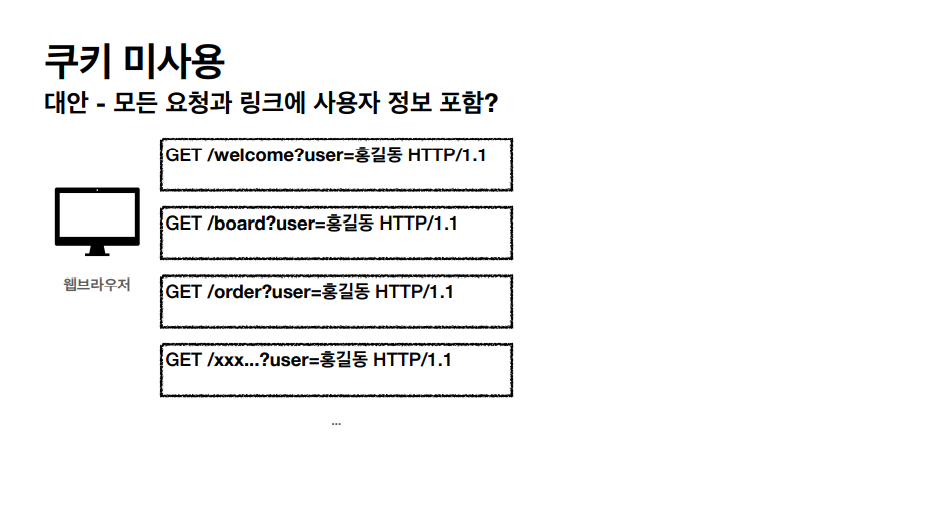 쿠키 미사용
대안 - 모든 요청과 링크에 사용자 정보 포함?
GET /welcome?user=홍길동 HTTP/1.1
GET /board?user=홍길동 HTTP/1.1
웹브라우저
GET /order?user=홍길동 HTTP/1.1
GET /xxx...?user=홍길동 HTTP/1.1
...